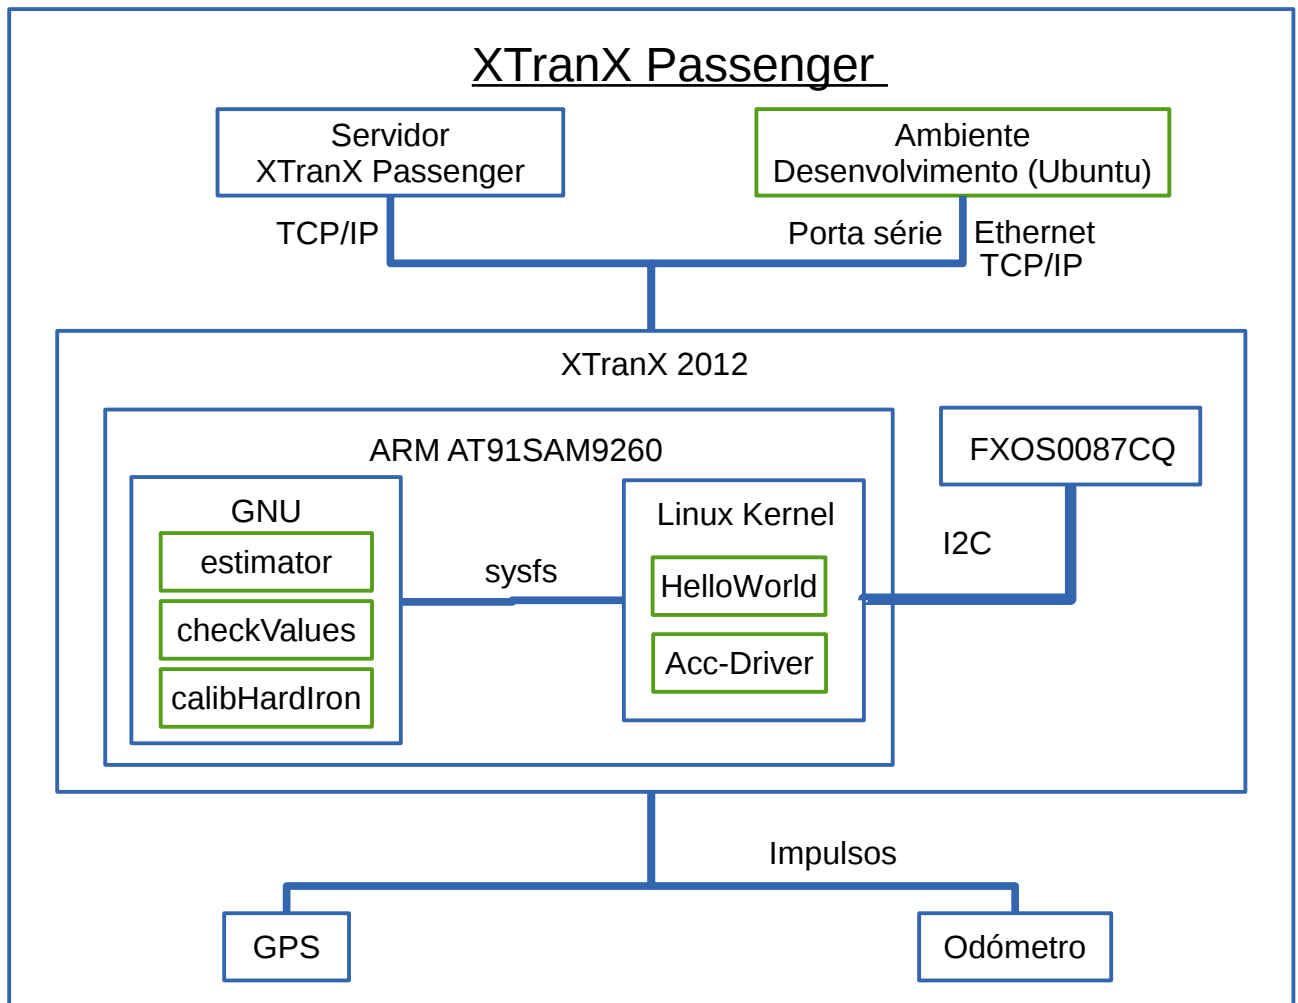 XTranX Passenger
Servidor
XTranX Passenger
Ambiente
Desenvolvimento (Ubuntu)
TCP/IP
Porta série
Ethernet
TCP/IP
XTranX 2012
ARM AT91SAM9260
FXOS0087CQ
GNU
estimator
checkValues
calibHardIron
sysfs
Linux Kernel
HelloWorld
Acc-Driver
I2C
Impulsos
GPS
Odómetro